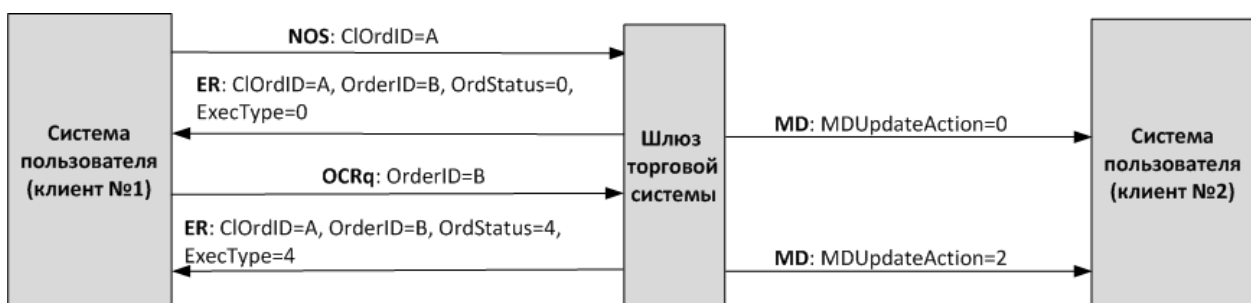 NOS: ClOrdID=A
ER: ClOrdID=A, OrderID=B, OrdStatus=0,
ExecType=0
Система
пользователя
(клиент №1)
Шлюз
торговой
системы
MD: MDUpdateAction=0
Система
пользователя
(клиент №2)
OCRq: OrderID=B
ER: ClOrdID=A, OrderID=B, OrdStatus=4,
ExecType=4
MD: MDUpdateAction=2